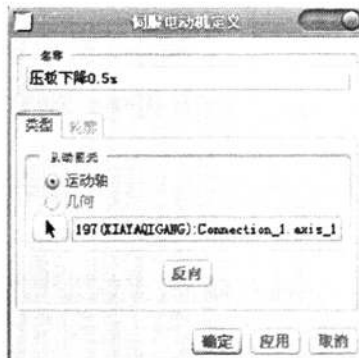 伺服电动机定义
名称
压板下降0.5s
类型 轮廓
从动图元
运动轴
几何
197(XIAYAQIGANG):Connection_1.axis_1
反向
确定 应用 取消